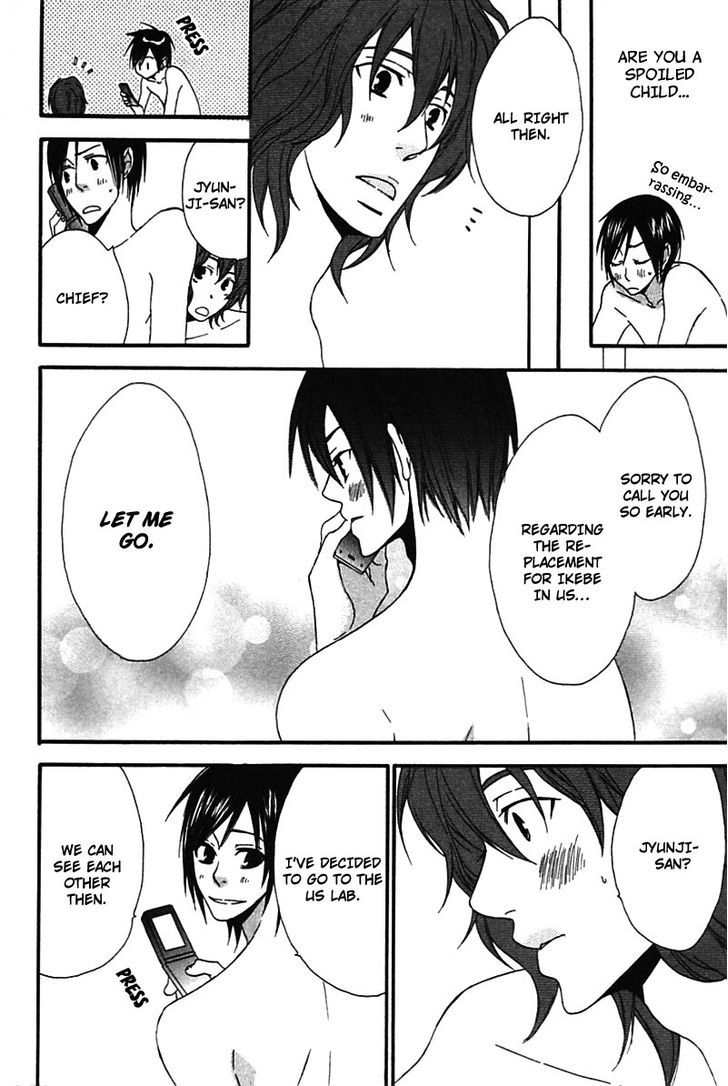 ARE YOU A
SPOILED
CHILD...
So embar-
rassing...
ALL RIGHT
THEN.
PRESS
JYUN-
JI-SAN?
CHIEF?
SORRY TO
CALL YOU
SO EARLY.
REGARDING
THE RE-
PLACEMENT
FOR IKEBE
IN US...
LET ME
GO.
JYUNJI-
SAN?
I'VE DECIDED
TO GO TO THE
US LAB.
WE CAN
SEE EACH
OTHER
THEN.
PRESS